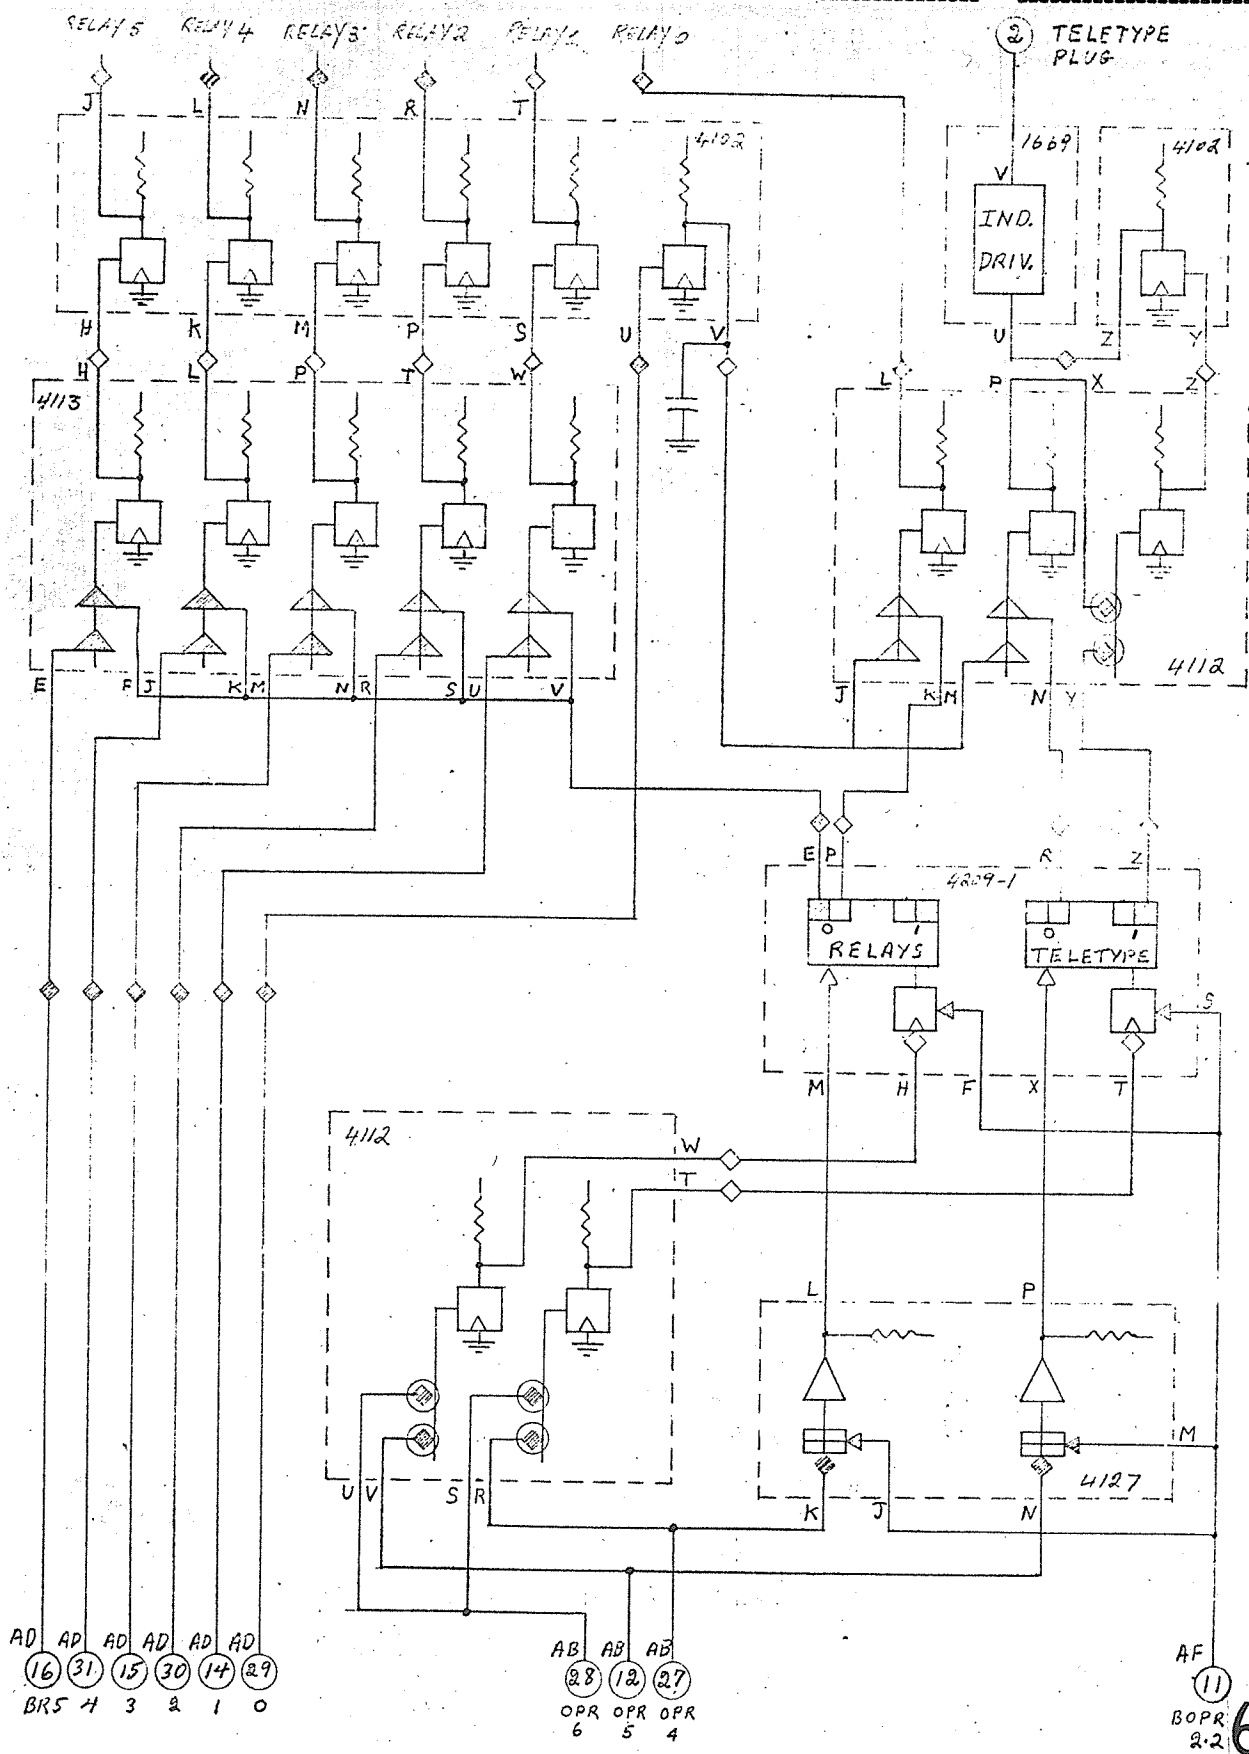 RELAY 5 RELAY 4 RELAY 3 RELAY 2 RELAY 1 RELAY 0 2 TELETYPE
PLUG
J L N R T
4102 1669 4102
V
IND.
DRIV.
H K M P S U V U Z Y
H L P T W L P X Z
4113
4112
E F J K M N R S U V J K M N Y
E P R Z
4209-1
0 1 0 1
RELAYS TELETYPE
S
M H F X T
4112
W
T
L P
M
4127
U V S R K J N
AD AD AD AD AD AD AB AB AB AF
16 31 15 30 14 29 28 12 27 11
BR5 4 3 2 1 0 OPR OPR OPR BOPR
6 5 4 2.2
6